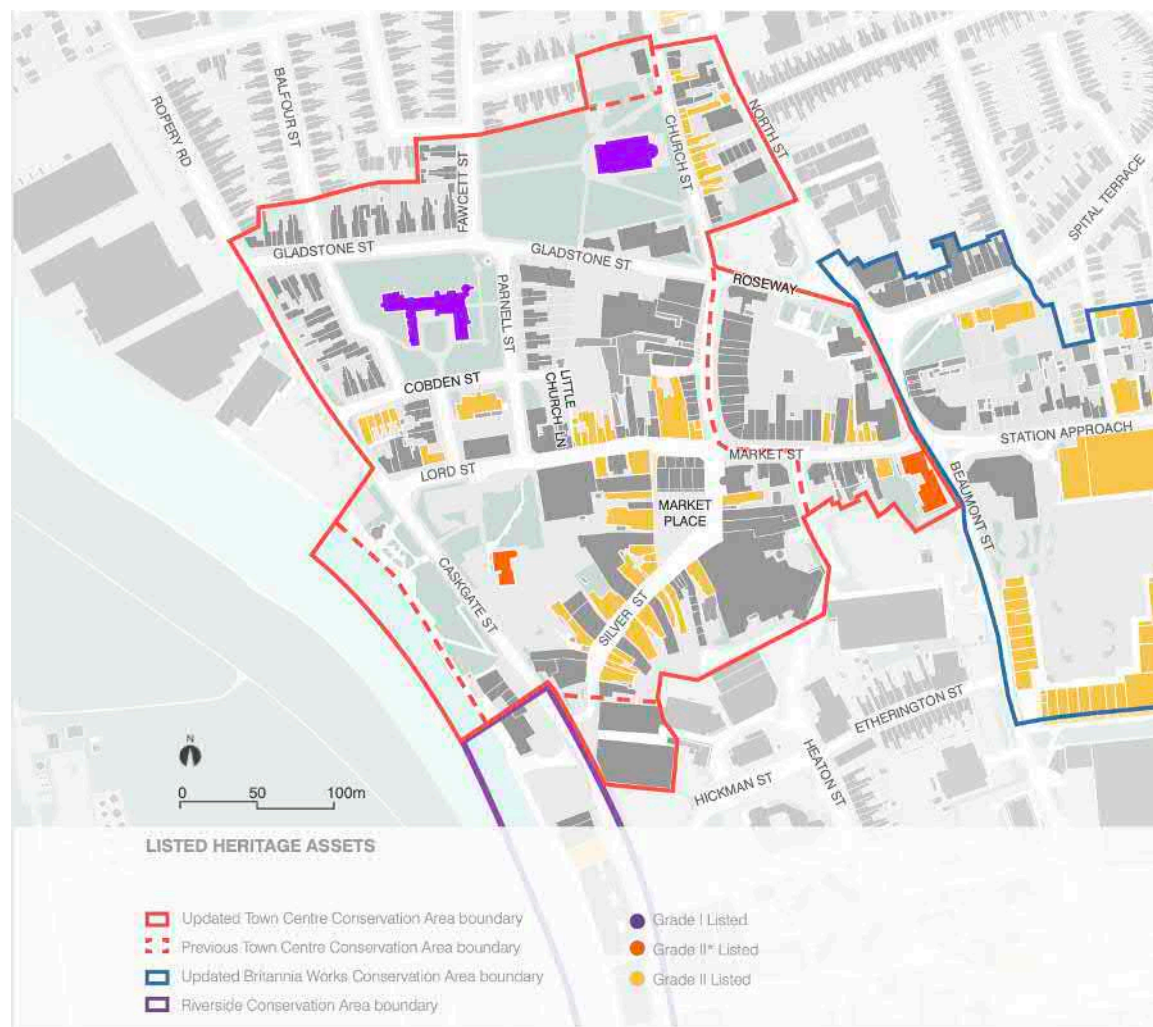 ROPERY RD
BALFOUR ST
FAWCETT ST
CHURCH ST
NORTH ST
SPITAL TERRACE
GLADSTONE ST
GLADSTONE ST
PARNELL ST
ROSEWAY
COBDEN ST
LITTLE
CHURCH LN
LORD ST
MARKET ST
STATION APPROACH
MARKET
PLACE
BEAUMONT ST
CASKGATE ST
SILVER ST
ETHERINGTON ST
HEATON ST
HICKMAN ST
N
0 50 100m
LISTED HERITAGE ASSETS
Updated Town Centre Conservation Area boundary
Previous Town Centre Conservation Area boundary
Updated Britannia Works Conservation Area boundary
Riverside Conservation Area boundary
Grade I Listed
Grade II* Listed
Grade II Listed